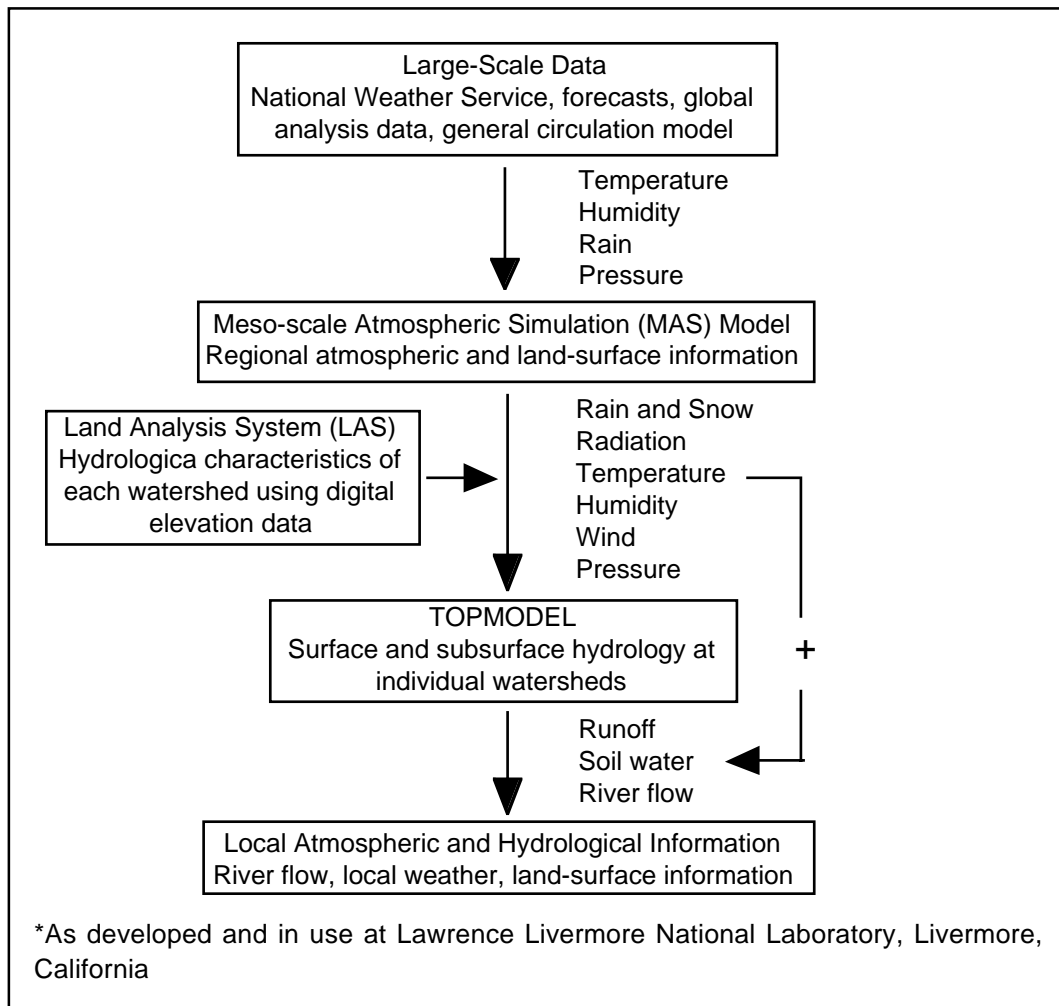 Large-Scale Data
National Weather Service, forecasts, global
analysis data, general circulation model
Temperature
Humidity
Rain
Pressure
Meso-scale Atmospheric Simulation (MAS) Model
Regional atmospheric and land-surface information
Land Analysis System (LAS)
Hydrologica characteristics of
each watershed using digital
elevation data
Rain and Snow
Radiation
Temperature
Humidity
Wind
Pressure
TOPMODEL
Surface and subsurface hydrology at
individual watersheds
+
Runoff
Soil water
River flow
Local Atmospheric and Hydrological Information
River flow, local weather, land-surface information
*As developed and in use at Lawrence Livermore National Laboratory, Livermore,
California